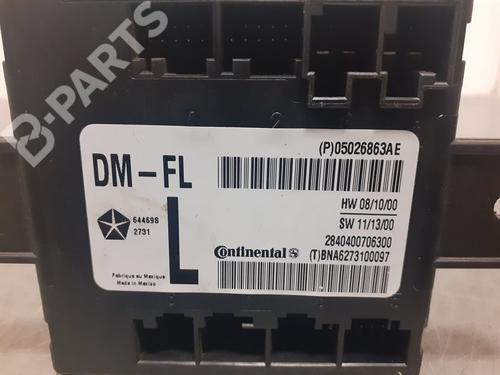 B-PARTS
(P)05026863AE
DM-FL
HW 08/10/00
SW 11/13/00
644698
2731
L
2840400706300
Continental
(T)BNA6273100097
Fabrique au Mexique
Made in Mexico